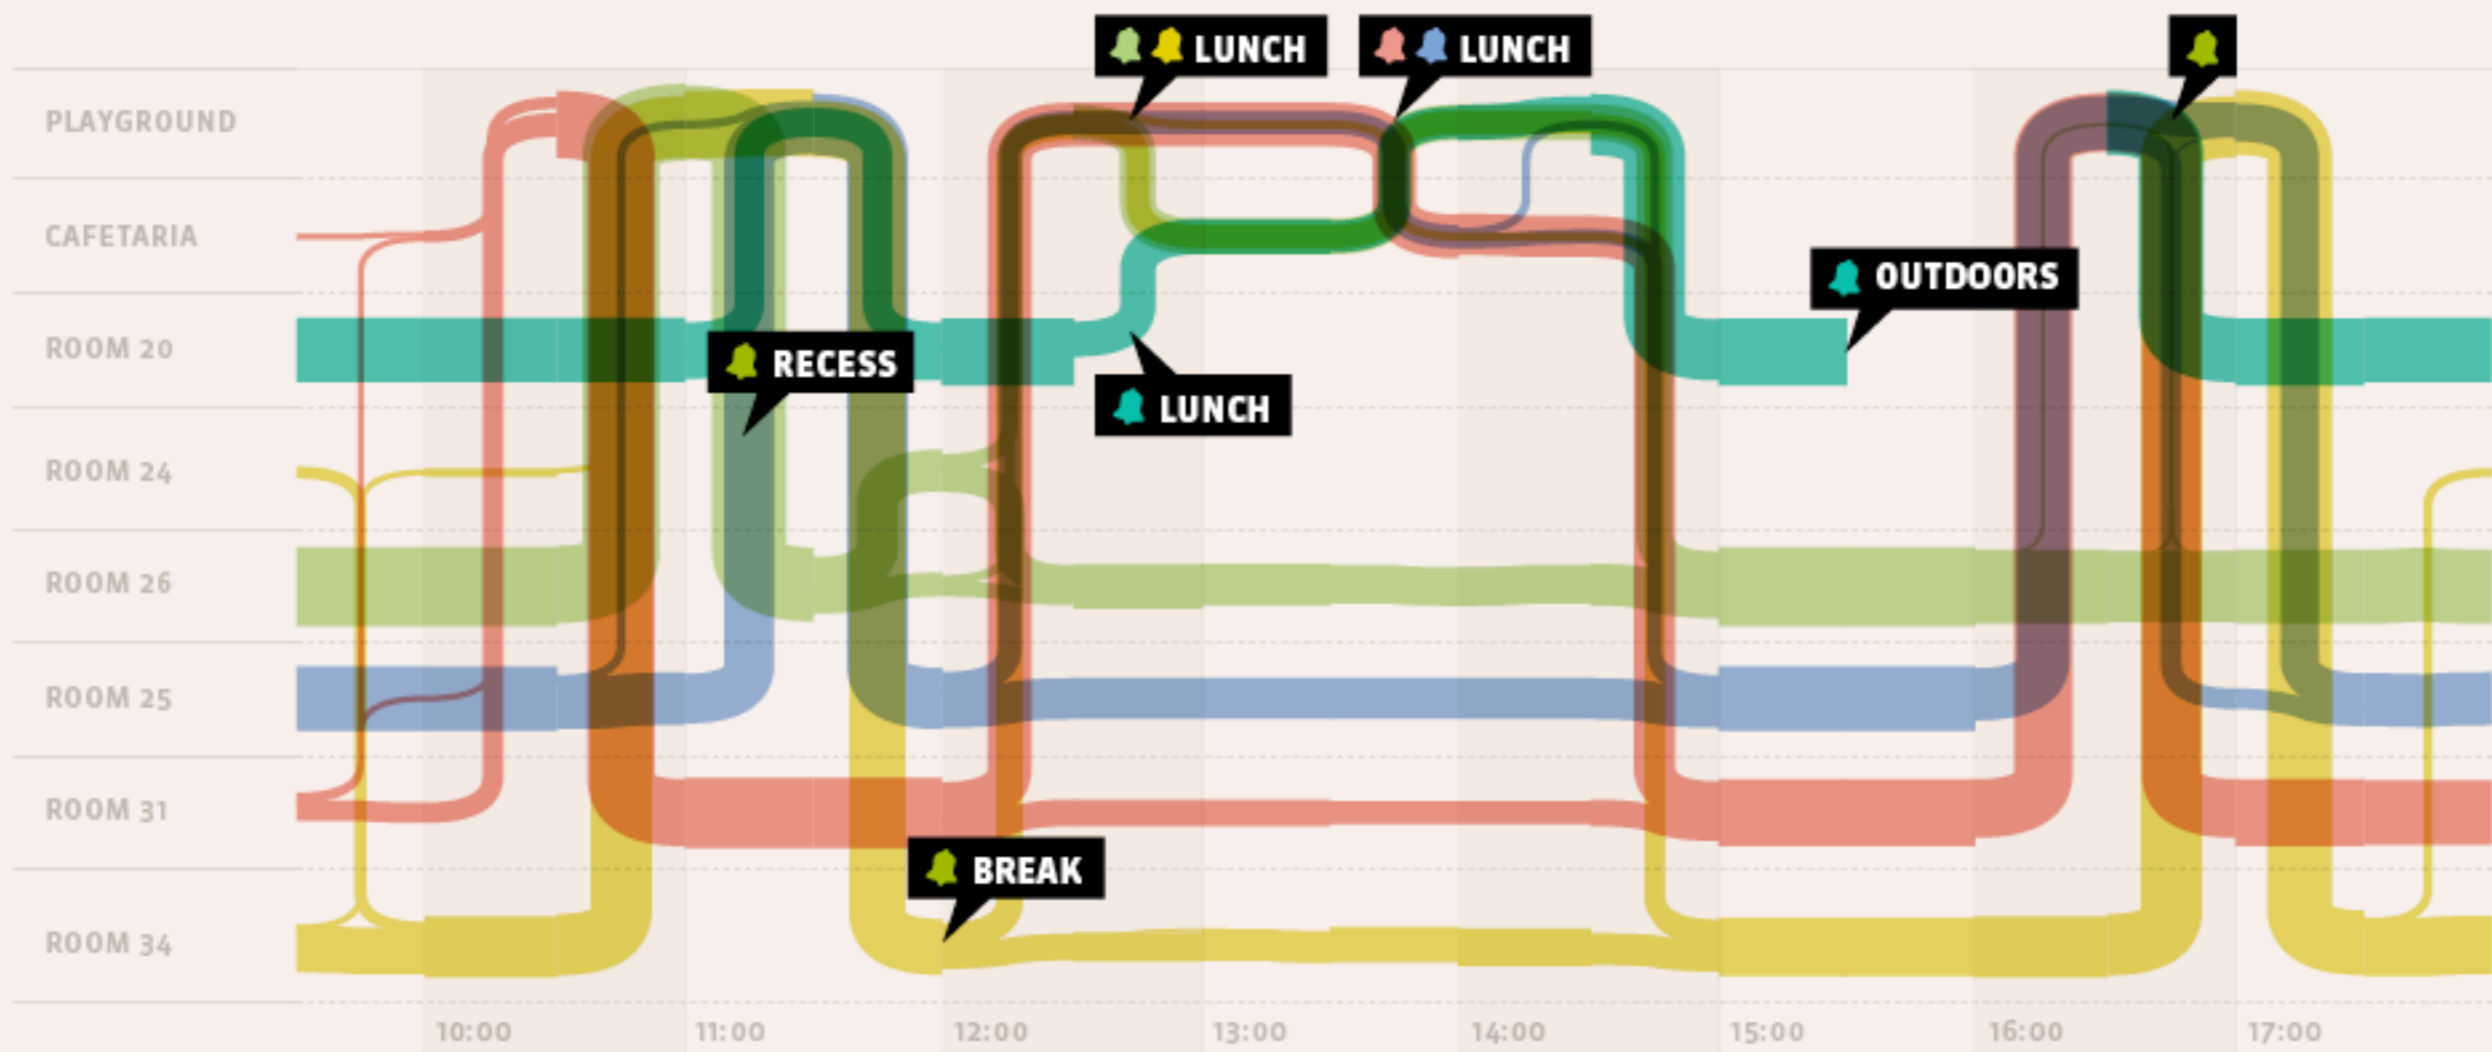 LUNCH
LUNCH
PLAYGROUND
CAFETARIA
OUTDOORS
ROOM 20
RECESS
LUNCH
ROOM 24
ROOM 26
ROOM 25
ROOM 31
BREAK
ROOM 34
10:00 11:00 12:00 13:00 14:00 15:00 16:00 17:00